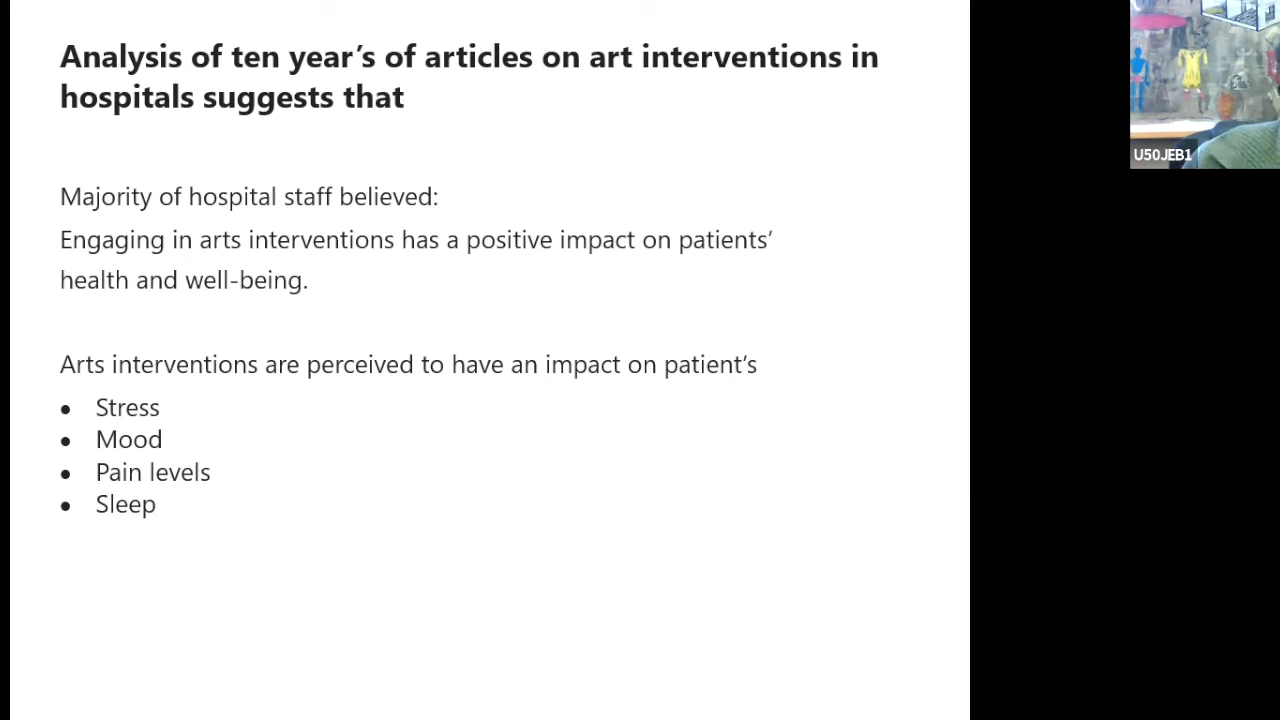 Analysis of ten year’s of articles on art interventions in
hospitals suggests that
Majority of hospital staff believed:
Engaging in arts interventions has a positive impact on patients’
health and well-being.
Arts interventions are perceived to have an impact on patient’s
• Stress
• Mood
• Pain levels
• Sleep
U50JEB1